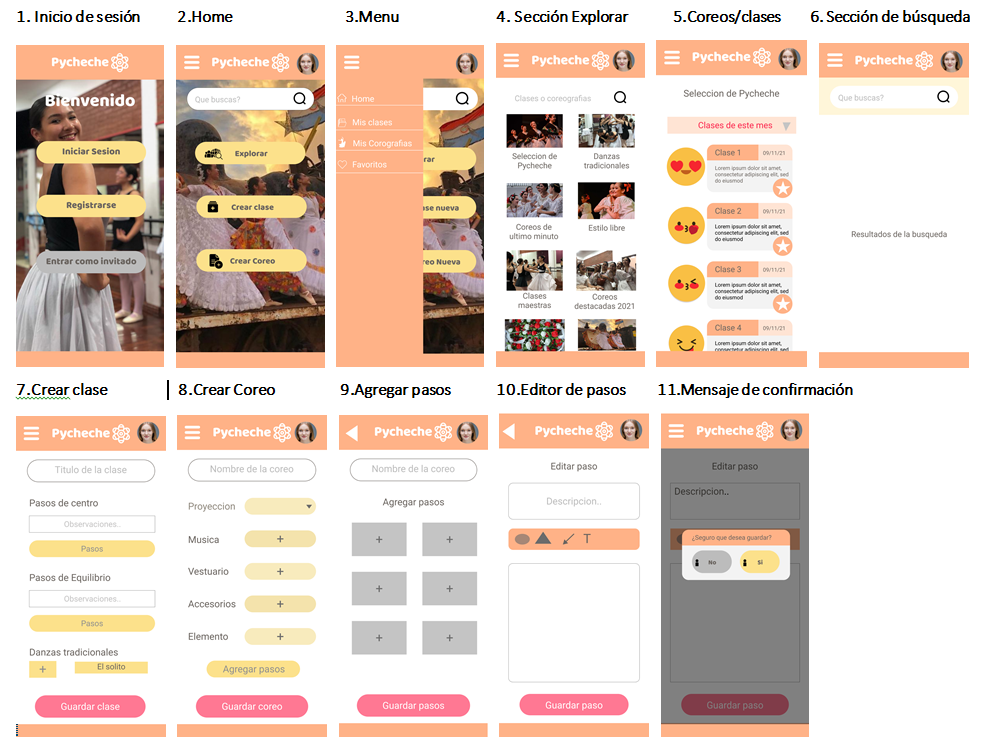 1. Inicio de sesión
2.Home
3.Menu
4. Sección Explorar
5.Coreos/clases
6. Sección de búsqueda
Pycheche
Bienvenido
Iniciar Sesion
Registrarse
Entrar como invitado
Pycheche
Que buscas?
Explorar
Crear clase
Crear Coreo
Home
Mis clases
Mis Corografias
Favoritos
rar
se nueva
reo Nueva
Pycheche
Clases o coreografias
Seleccion de
Pycheche
Danzas
tradicionales
Coreos de
ultimo minuto
Estilo libre
Clases
maestras
Coreos
destacadas 2021
Pycheche
Seleccion de Pycheche
Clases de este mes
Clase 1
09/11/21
Lorem ipsum dolor sit amet,
consectetur adipiscing elit, sed
do eiusmod
Clase 2
09/11/21
Lorem ipsum dolor sit amet,
consectetur adipiscing elit, sed
do eiusmod
Clase 3
09/11/21
Lorem ipsum dolor sit amet,
consectetur adipiscing elit, sed
do eiusmod
Clase 4
09/11/21
Lorem ipsum dolor sit amet,
Pycheche
Que buscas?
Resultados de la busqueda
7.Crear clase
8.Crear Coreo
9.Agregar pasos
10.Editor de pasos
11.Mensaje de confirmación
Pycheche
Titulo de la clase
Pasos de centro
Observaciones..
Pasos
Pasos de Equilibrio
Observaciones..
Pasos
Danzas tradicionales
+
El solito
Guardar clase
Pycheche
Nombre de la coreo
Proyeccion
Musica
+
Vestuario
+
Accesorios
+
Elemento
+
Agregar pasos
Guardar coreo
Pycheche
Nombre de la coreo
Agregar pasos
+ +
+ +
+ +
Guardar pasos
Pycheche
Editar paso
Descripcion..
T
Guardar paso
Pycheche
Editar paso
Descripcion..
¿Seguro que desea guardar?
No
Si
Guardar paso